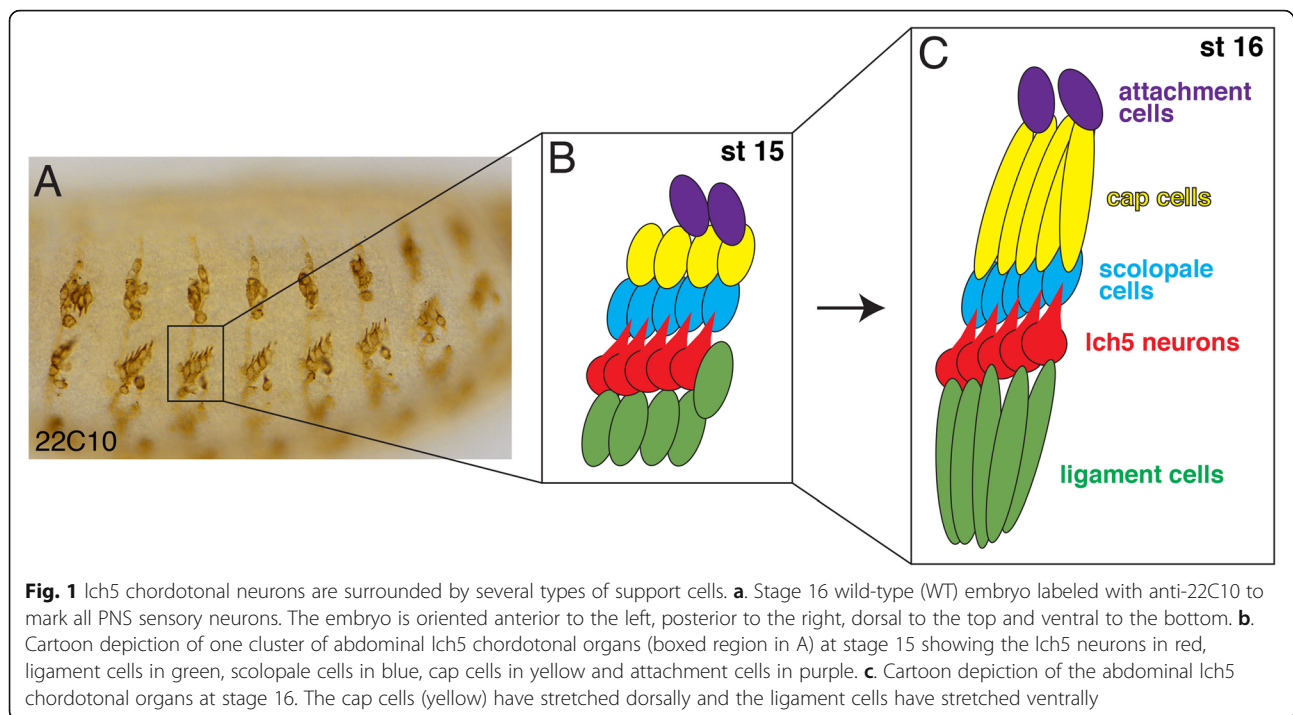 A
22C10
B
st 15
C
st 16
attachment
cells
cap cells
scolopale
cells
lch5 neurons
ligament cells
Fig. 1 lch5 chordotonal neurons are surrounded by several types of support cells. a. Stage 16 wild-type (WT) embryo labeled with anti-22C10 to
mark all PNS sensory neurons. The embryo is oriented anterior to the left, posterior to the right, dorsal to the top and ventral to the bottom. b.
Cartoon depiction of one cluster of abdominal lch5 chordotonal organs (boxed region in A) at stage 15 showing the lch5 neurons in red,
ligament cells in green, scolopale cells in blue, cap cells in yellow and attachment cells in purple. c. Cartoon depiction of the abdominal lch5
chordotonal organs at stage 16. The cap cells (yellow) have stretched dorsally and the ligament cells have stretched ventrally